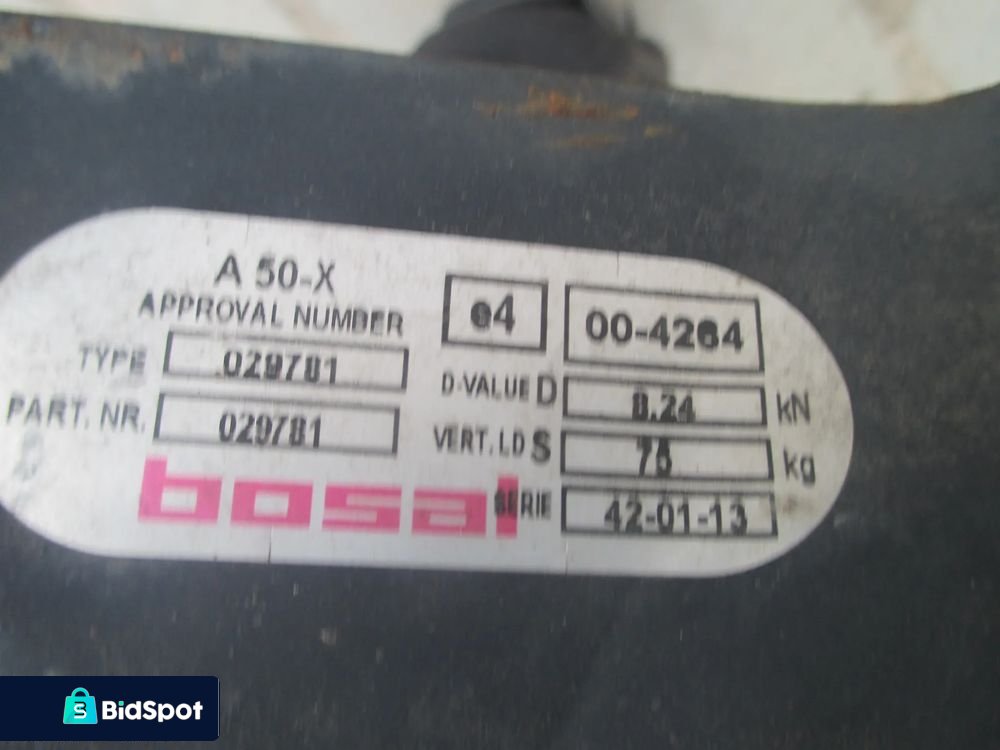 A 50-X
APPROVAL NUMBER
e4
00-4264
TYPE
029781
D-VALUE D
8.24
kN
PART. NR.
029781
VERT. LD S
75
kg
bosal
SERIE
42-01-13
BidSpot